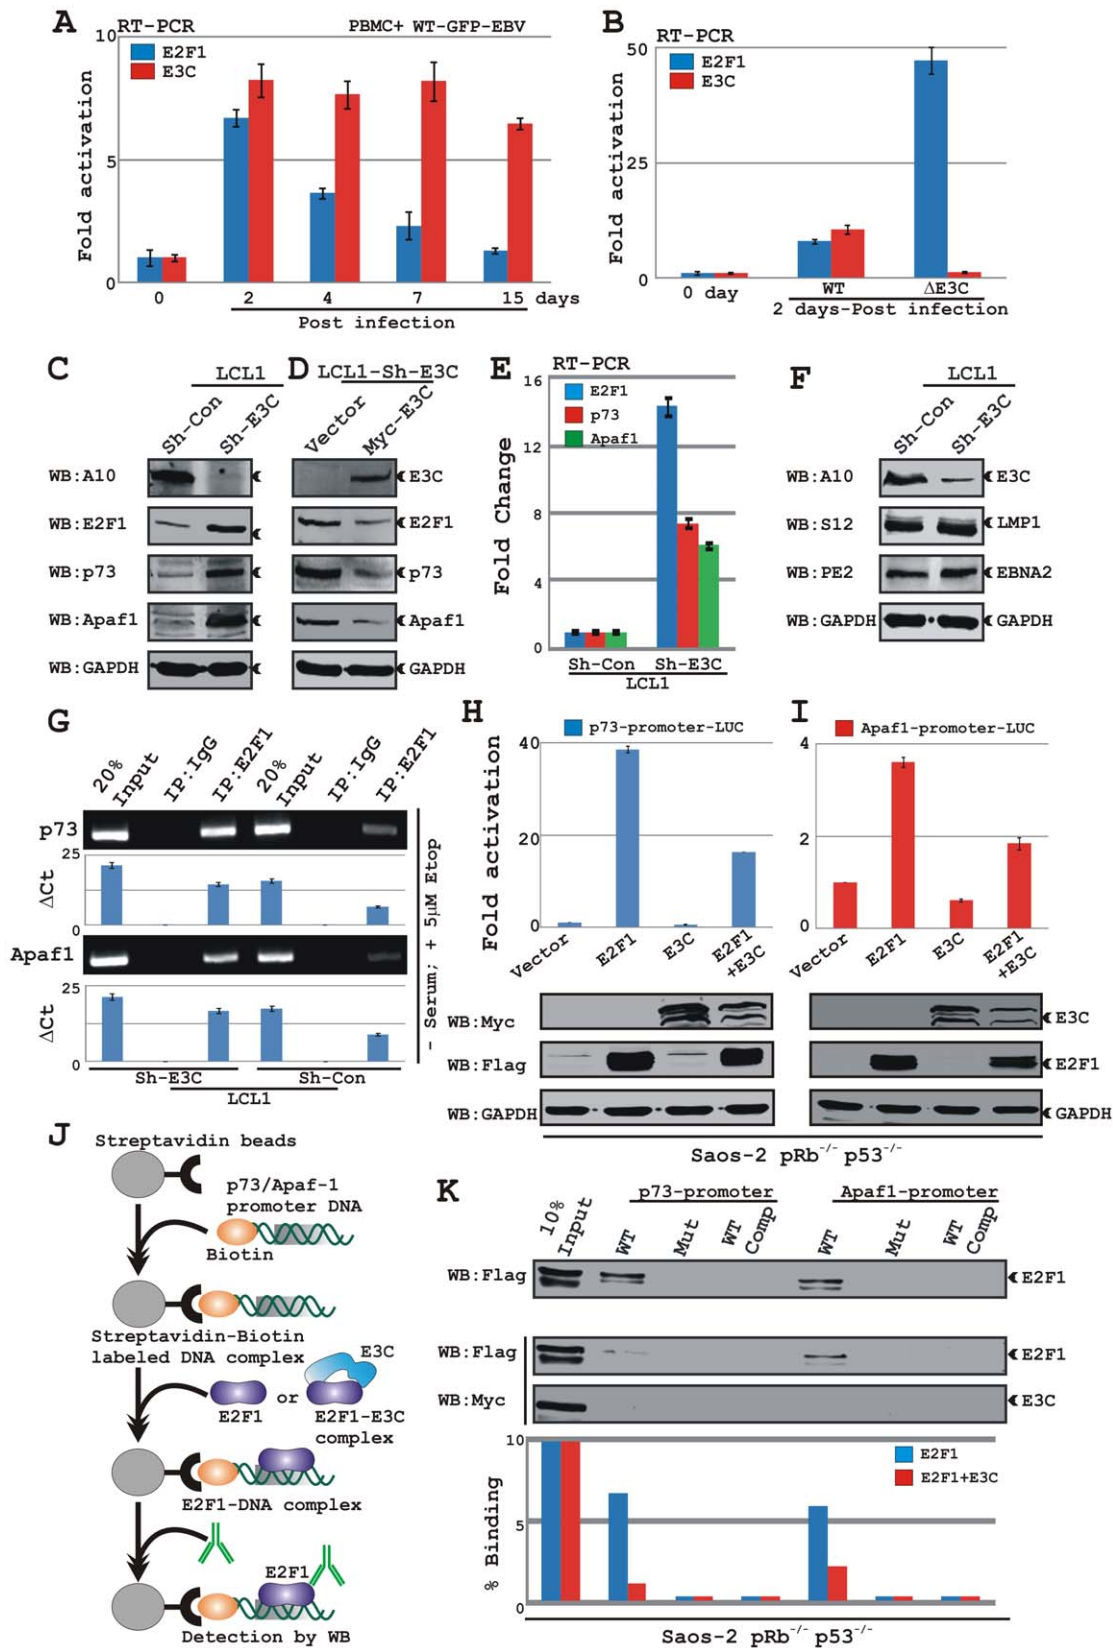 A
RT-PCR
PBMC+ WT-GFP-EBV
E2F1
E3C
Fold activation
10
5
0
0
2
4
7
15 days
Post infection
B
RT-PCR
E2F1
E3C
Fold activation
50
25
0
0 day
WT
ΔE3C
2 days-Post infection
C
LCL1
Sh-Con
Sh-E3C
WB:A10
WB:E2F1
WB:p73
WB:Apaf1
WB:GAPDH
D
LCL1-Sh-E3C
Vector
Myc-E3C
E3C
E2F1
p73
Apaf1
GAPDH
E
RT-PCR
E2F1
p73
Apaf1
Fold Change
16
12
8
4
0
Sh-Con
Sh-E3C
LCL1
F
LCL1
Sh-Con
Sh-E3C
WB:A10
E3C
WB:S12
LMP1
WB:PE2
EBNA2
WB:GAPDH
GAPDH
G
20%
Input
IP:IgG
IP:E2F1
20%
Input
IP:IgG
IP:E2F1
p73
25
ΔCt
0
Apaf1
25
ΔCt
0
Sh-E3C
Sh-Con
LCL1
- Serum; + 5µM Etop
H
p73-promoter-LUC
Fold activation
40
20
0
Vector
E2F1
E3C
E2F1
+E3C
I
Apaf1-promoter-LUC
4
2
0
Vector
E2F1
E3C
E2F1
+E3C
WB:Myc
E3C
WB:Flag
E2F1
WB:GAPDH
GAPDH
Saos-2 pRb-/- p53-/-
J
Streptavidin beads
p73/Apaf-1
promoter DNA
Biotin
Streptavidin-Biotin
labeled DNA complex
E3C
or
E2F1
E2F1-E3C
complex
E2F1-DNA complex
E2F1
Detection by WB
K
p73-promoter
Apaf1-promoter
10%
Input
WT
Mut
WT
Comp
WT
Mut
WT
Comp
WB:Flag
E2F1
WB:Flag
E2F1
WB:Myc
E3C
10
5
0
% Binding
E2F1
E2F1+E3C
Saos-2 pRb-/- p53-/-